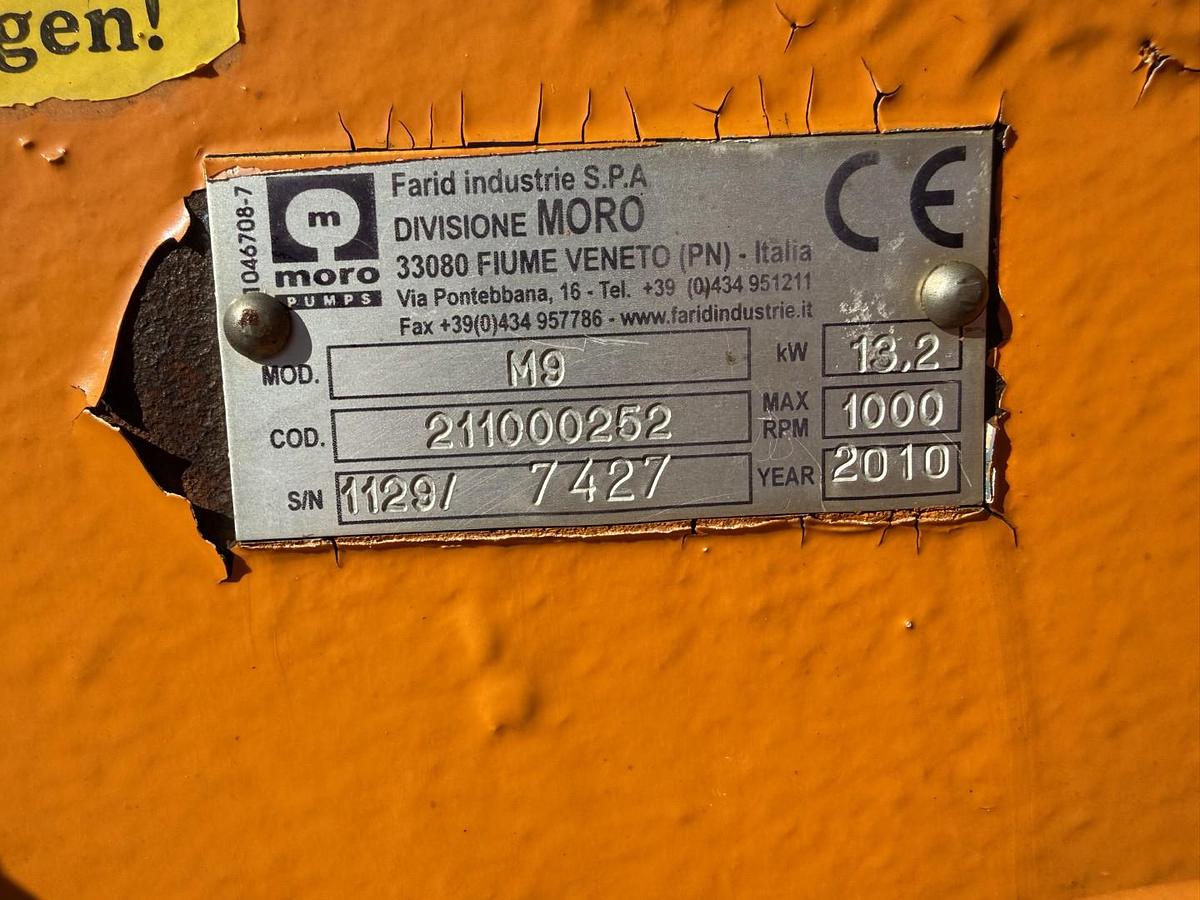 gen!
1046708-7
m
moro
PUMPS
Farid industrie S.P.A
DIVISIONE MORO
33080 FIUME VENETO (PN) - Italia
Via Pontebbana, 16 - Tel. +39 (0)434 951211
Fax +39(0)434 957786 - www.faridindustrie.it
CE
MOD. M9
kW 13.2
COD. 211000252
MAX RPM 1000
S/N 1129/ 7427
YEAR 2010